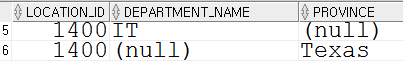 LOCATION_ID DEPARTMENT_NAME PROVINCE
5 1400 IT (null)
6 1400 (null) Texas